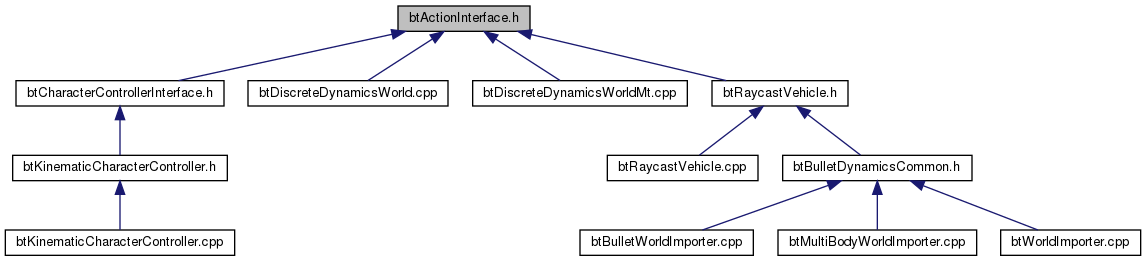 btActionInterface.h
btCharacterControllerInterface.h
btDiscreteDynamicsWorld.cpp
btDiscreteDynamicsWorldMt.cpp
btRaycastVehicle.h
btKinematicCharacterController.h
btRaycastVehicle.cpp
btBulletDynamicsCommon.h
btKinematicCharacterController.cpp
btBulletWorldImporter.cpp
btMultiBodyWorldImporter.cpp
btWorldImporter.cpp